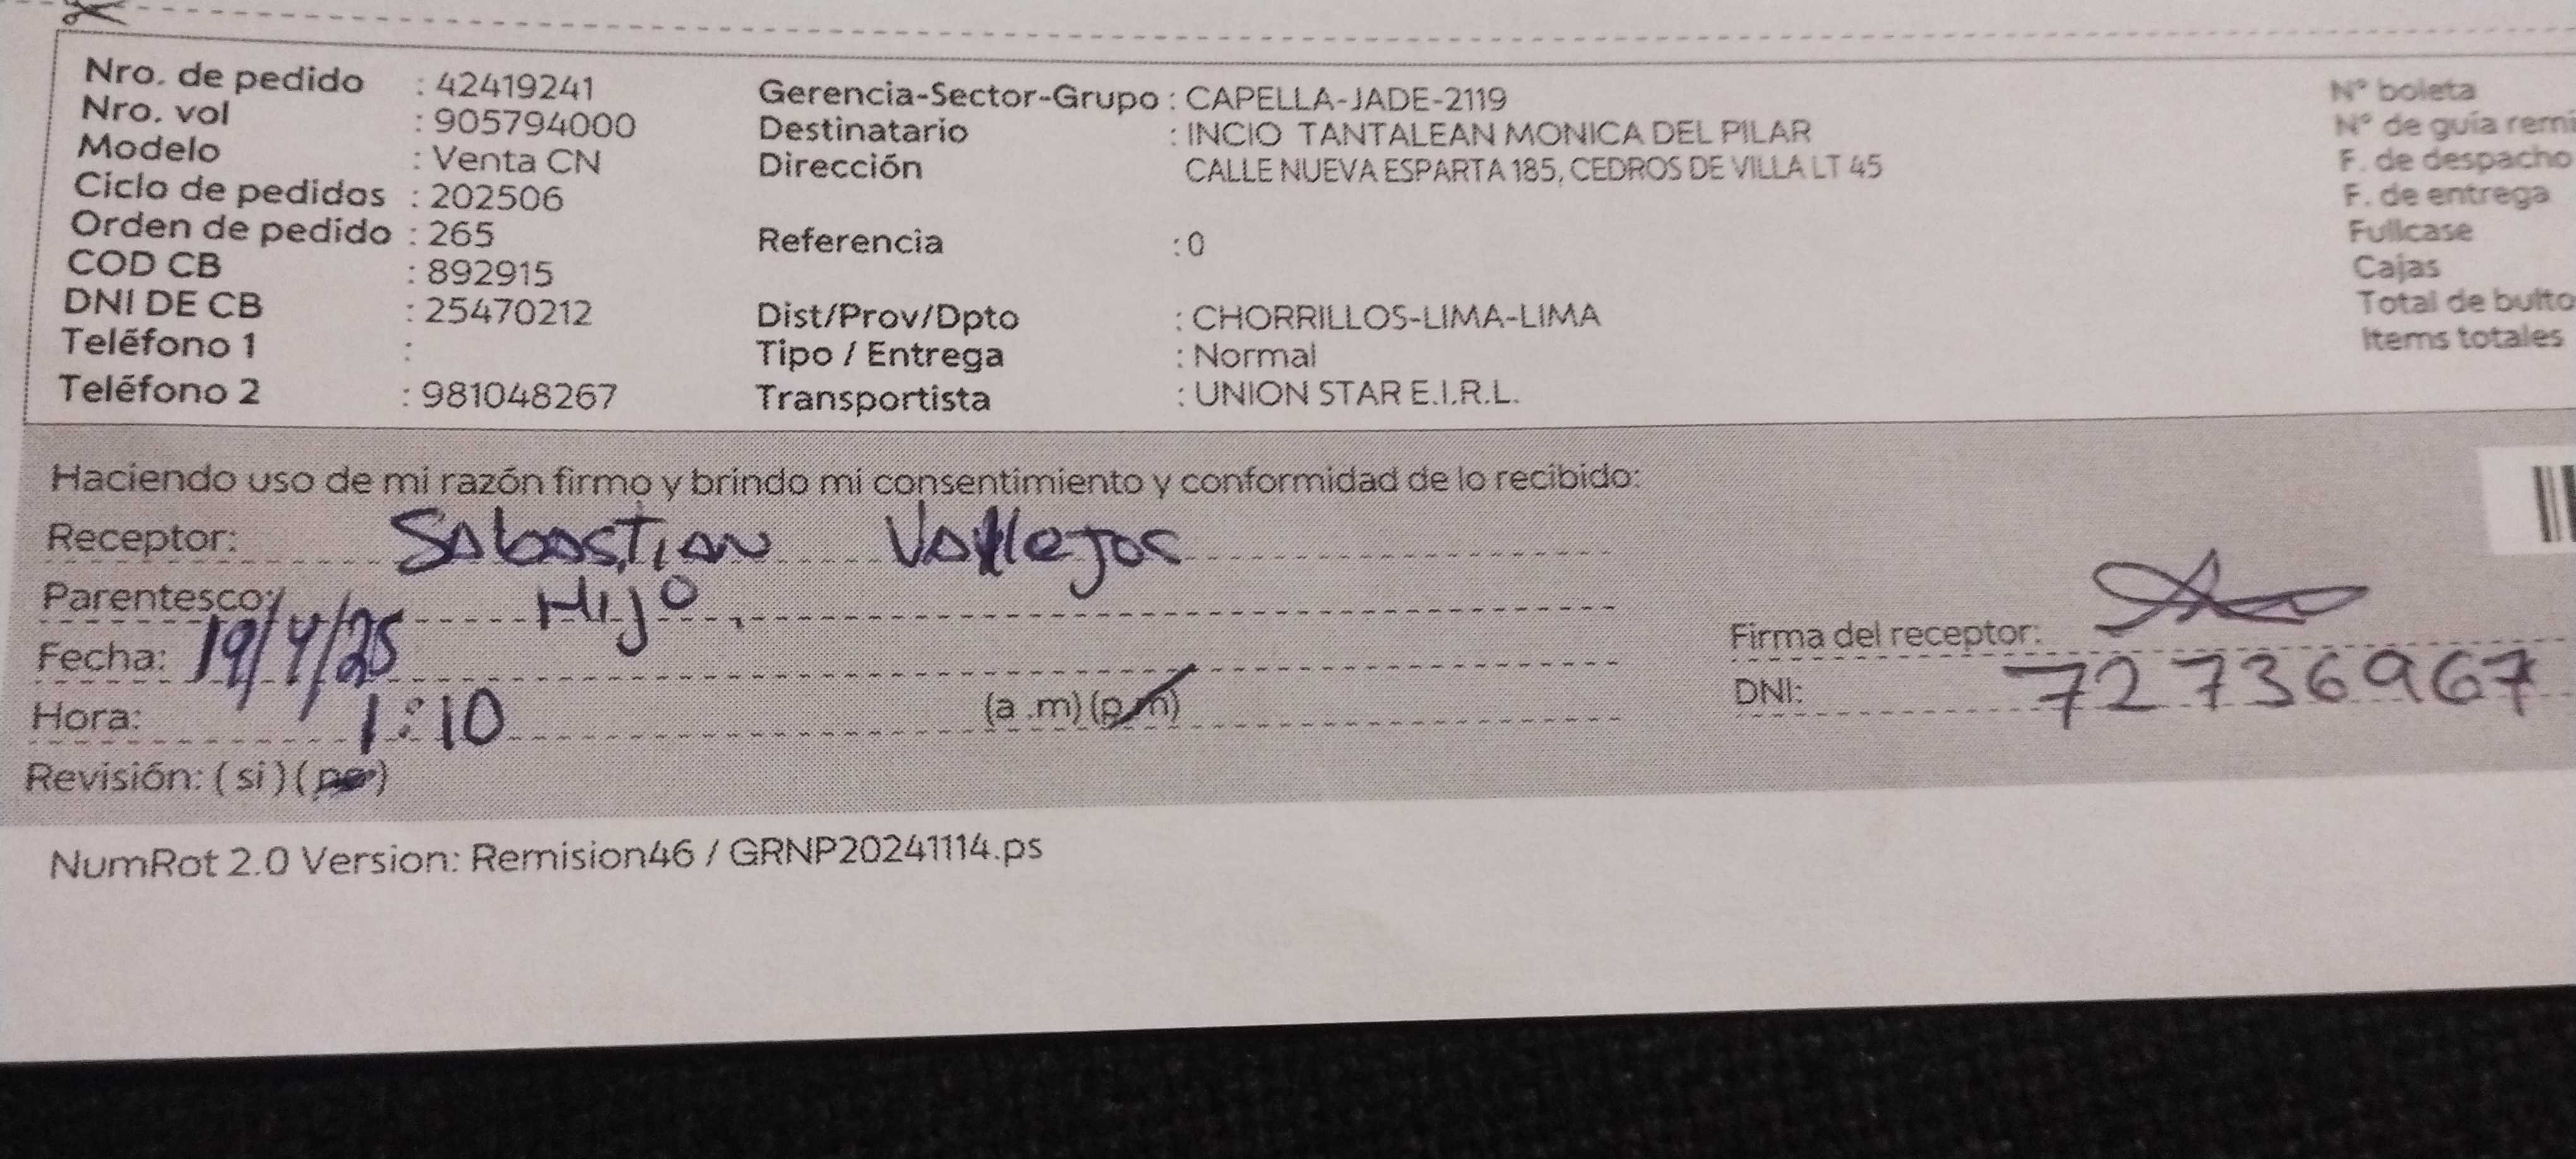 Nro. de pedido : 42419241
Nro. vol : 905794000
Modelo : Venta CN
Ciclo de pedidos : 202506
Orden de pedido : 265
COD CB : 892915
DNI DE CB : 25470212
Teléfono 1 :
Teléfono 2 : 981048267
Gerencia-Sector-Grupo : CAPELLA-JADE-2119
Destinatario : INCIO TANTALEAN MONICA DEL PILAR
Dirección CALLE NUEVA ESPARTA 185, CEDROS DE VILLA LT 45
Referencia : 0
Dist/Prov/Dpto : CHORRILLOS-LIMA-LIMA
Tipo / Entrega : Normal
Transportista : UNION STAR E.I.R.L.
N° boleta
N° de guía remi
F. de despacho
F. de entrega
Fullcase
Cajas
Total de bulto
Items totales
Haciendo uso de mi razón firmo y brindo mi consentimiento y conformidad de lo recibido:
Receptor: Sabastian Vallejos
Parentesco: Hijo
Fecha: 19/4/25
Hora: 1:10 (a .m) (p.m)
Revisión: ( si ) ( no )
Firma del receptor:
DNI: 72736967
NumRot 2.0 Version: Remision46 / GRNP20241114.ps